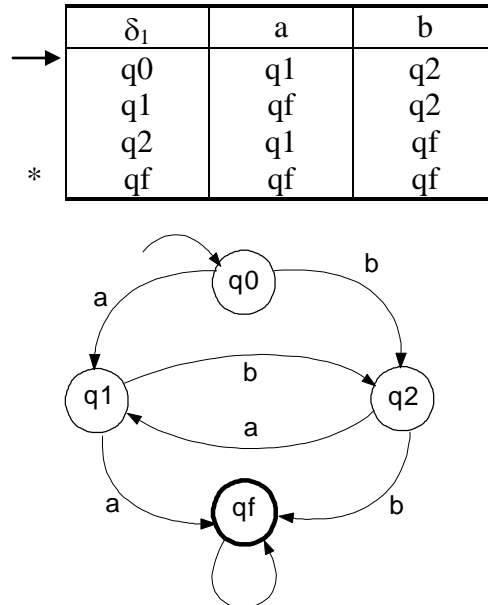 δ₁ a b
q0 q1 q2
q1 qf q2
q2 q1 qf
* qf qf qf
q0
a
b
q1
b
q2
a
a
qf
b